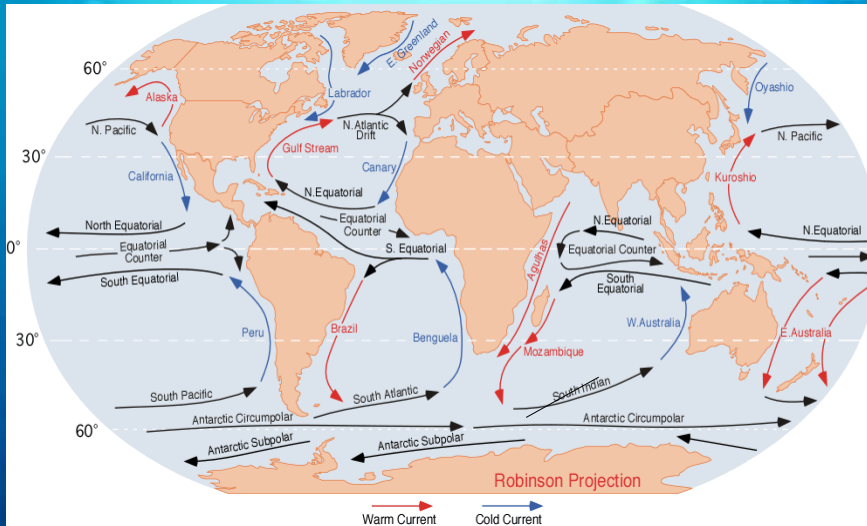 E. Greenland
Norwegian
60°
Labrador
Oyashio
Alaska
N. Pacific
N.Atlantic
Drift
N. Pacific
Gulf Stream
30°
California
Canary
Kuroshio
N.Equatorial
North Equatorial
Equatorial
Counter
N.Equatorial
N.Equatorial
0°
Equatorial
Counter
S. Equatorial
Equatorial Counter
Agulhas
South Equatorial
South
Equatorial
Peru
Brazil
Benguela
W.Australia
E.Australia
30°
Mozambique
South Pacific
South Atlantic
South Indian
Antarctic Circumpolar
Antarctic Circumpolar
60°
Antarctic Subpolar
Antarctic Subpolar
Robinson Projection
Warm Current
Cold Current